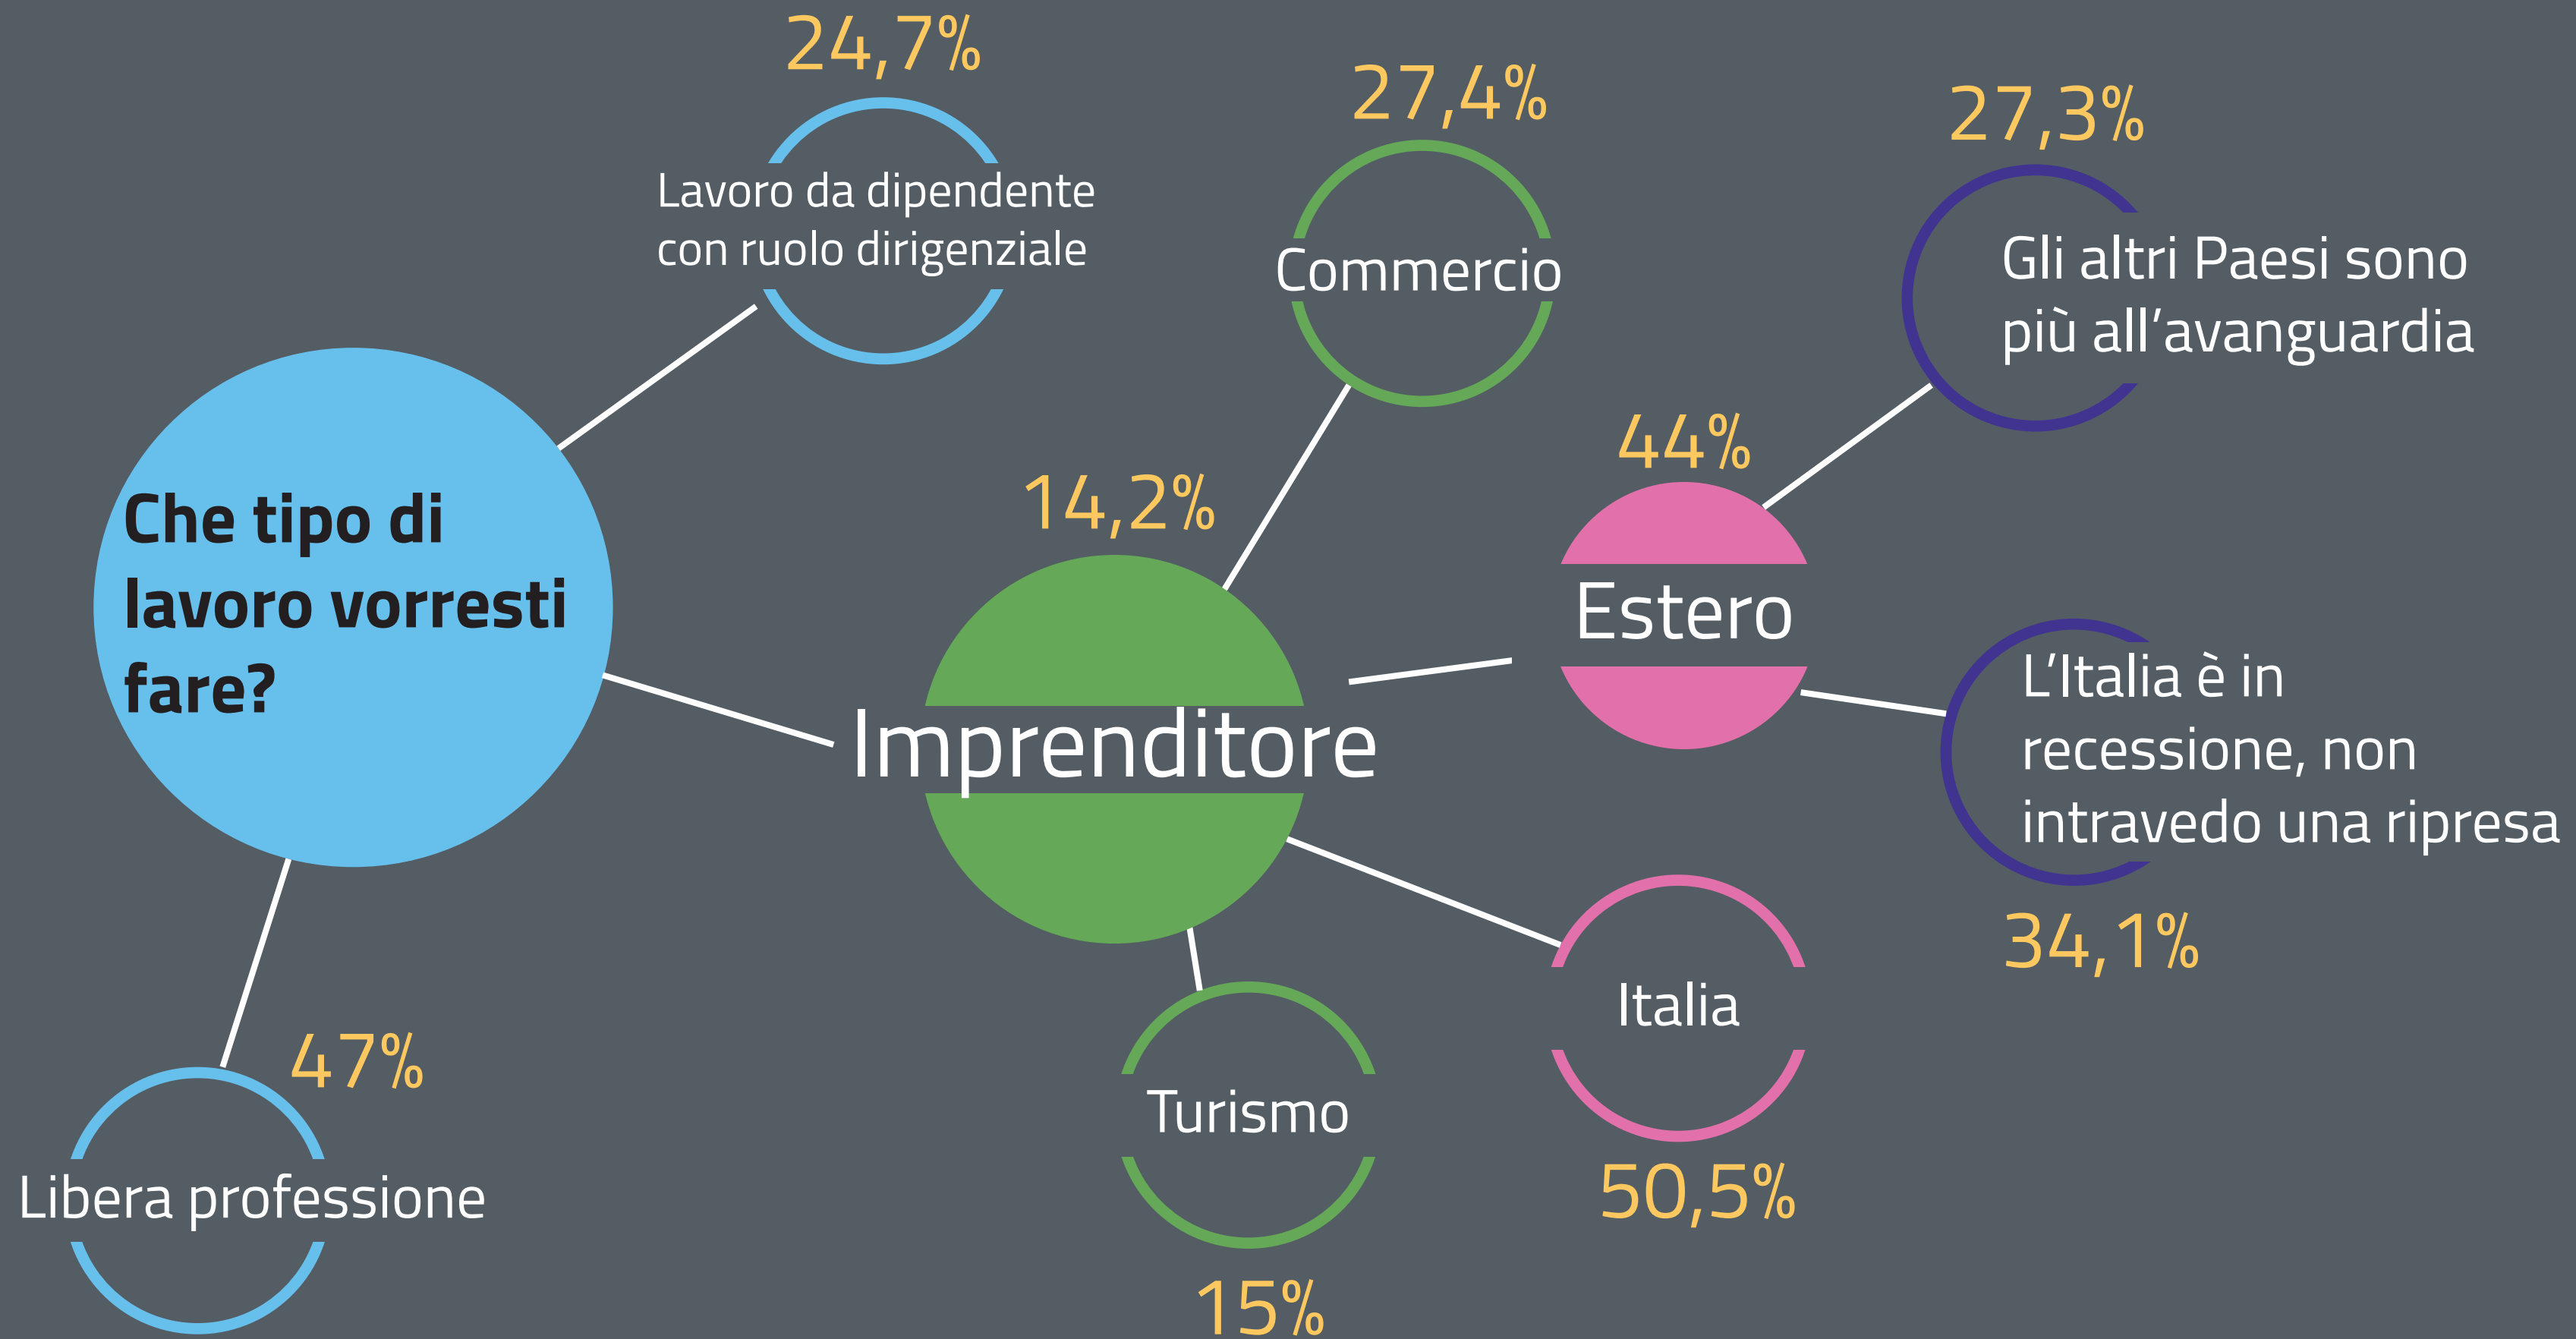 Che tipo di
lavoro vorresti
fare?
24,7%
Lavoro da dipendente
con ruolo dirigenziale
47%
Libera professione
14,2%
Imprenditore
27,4%
Commercio
15%
Turismo
44%
Estero
Italia
50,5%
27,3%
Gli altri Paesi sono
più all’avanguardia
L’Italia è in
recessione, non
intravedo una ripresa
34,1%